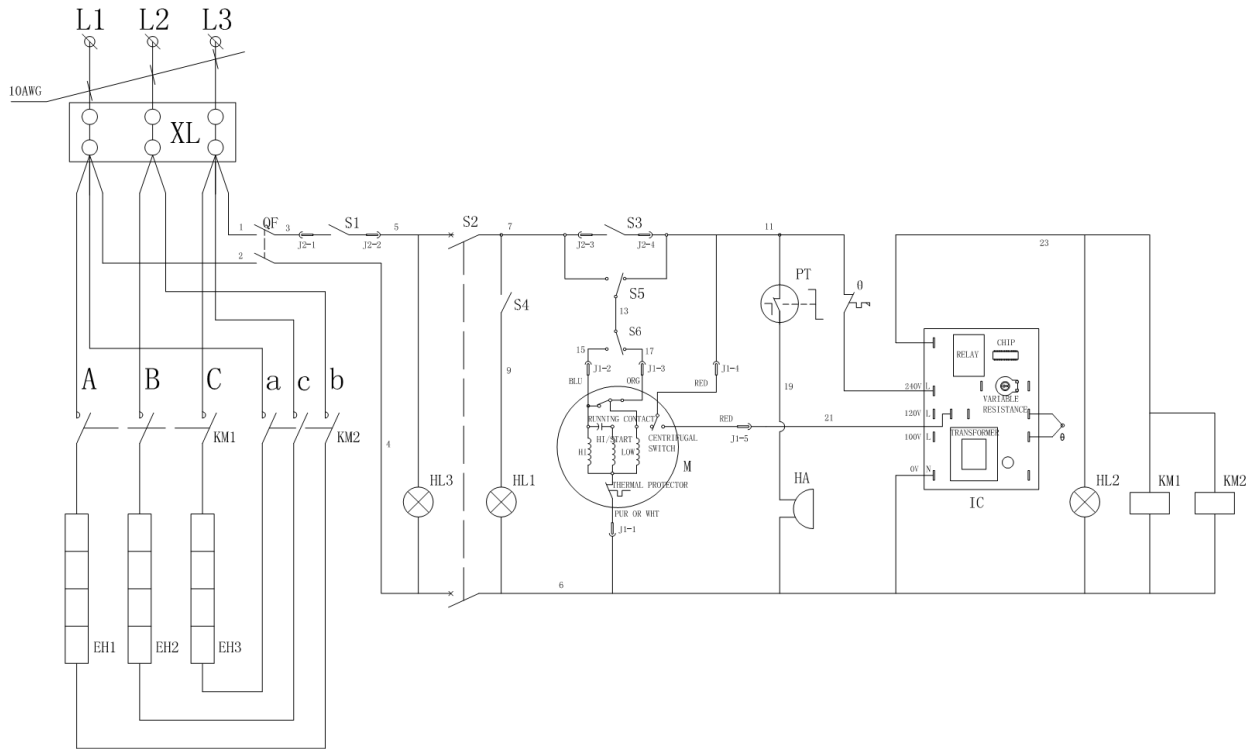 L1 L2 L3
10AWG
XL
1 QF 3 S1 5 S2 7 S3 11
J2-1 J2-2 J2-3 J2-4 23
2
PT θ
S4 S5
13
S6
15 17
RELAY CHIP
J1-2 J1-3 J1-4
A B C a c b
9 BLU ORG RED 19 240V L
VARIABLE
RESISTANCE
RUNNING CONTACT RED 21 120V L
KM1 KM2
HI/START CENTRIFUGAL J1-5 100V L TRANSFORMER θ
4 HI LOW SWITCH
M 0V N
HL3 HL1 THERMAL PROTECTOR HA HL2 KM1 KM2
IC
PUR OR WHT
J1-1
6
EH1 EH2 EH3